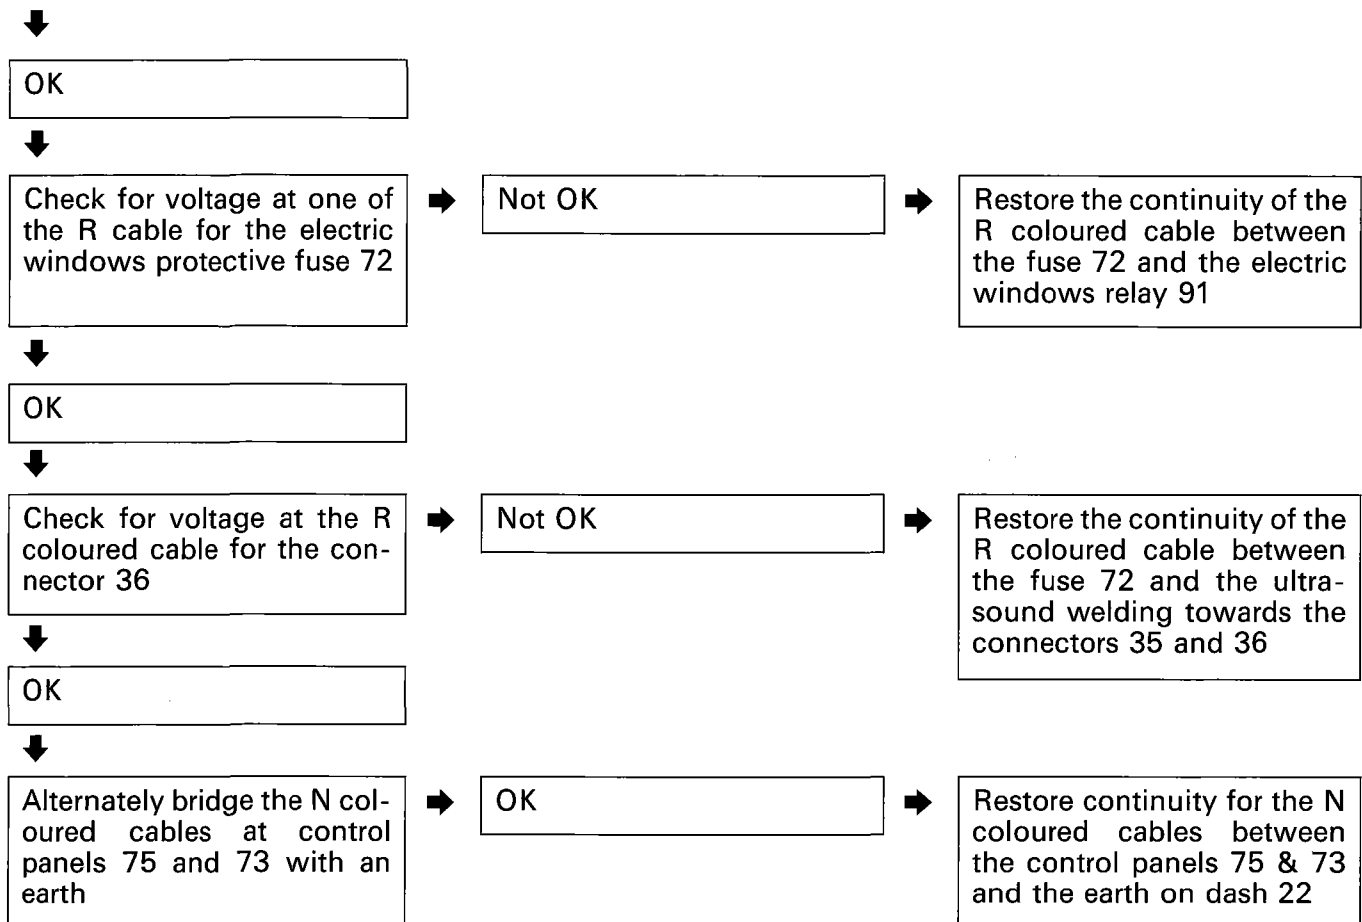 OK
Check for voltage at one of
the R cable for the electric
windows protective fuse 72
Not OK
Restore the continuity of the
R coloured cable between
the fuse 72 and the electric
windows relay 91
OK
Check for voltage at the R
coloured cable for the con-
nector 36
Not OK
Restore the continuity of the
R coloured cable between
the fuse 72 and the ultra-
sound welding towards the
connectors 35 and 36
OK
Alternately bridge the N col-
oured cables at control
panels 75 and 73 with an
earth
OK
Restore continuity for the N
coloured cables between
the control panels 75 & 73
and the earth on dash 22